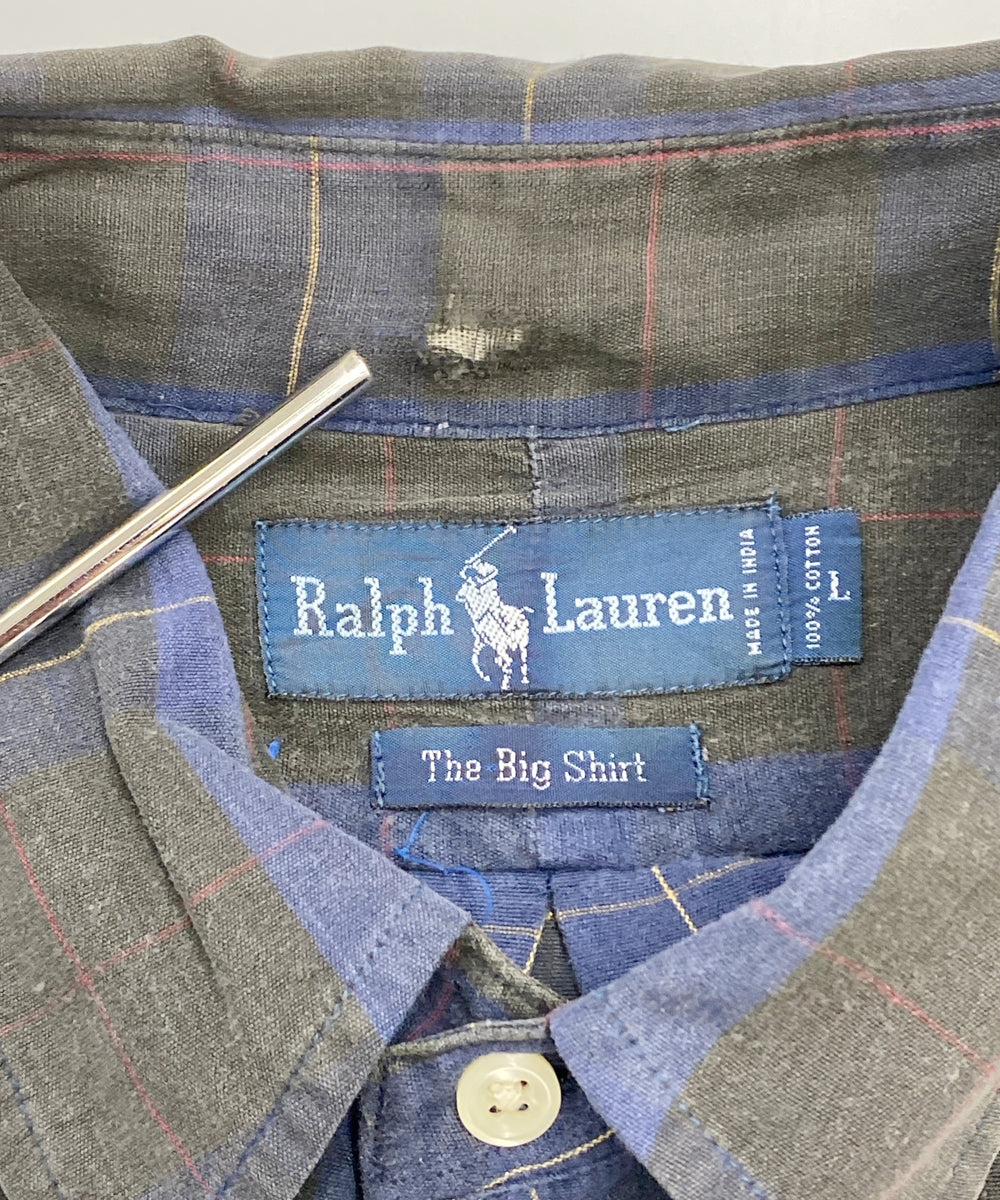 Ralph Lauren
MADE IN INDIA
100% COTTON
L
The Big Shirt